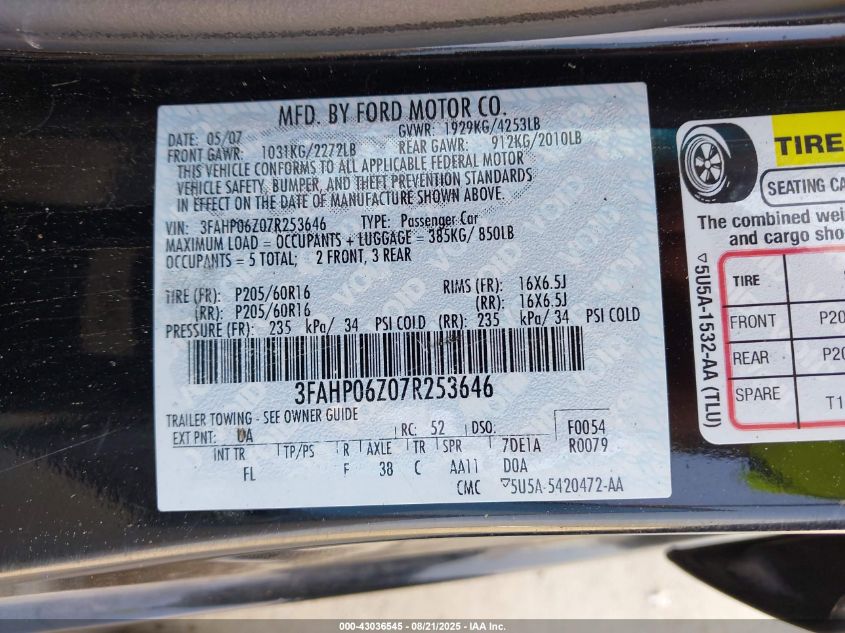 MFD. BY FORD MOTOR CO.
DATE: 05/07 GVWR: 1929KG/4253LB
FRONT GAWR: 1031KG/2272LB REAR GAWR: 912KG/2010LB
THIS VEHICLE CONFORMS TO ALL APPLICABLE FEDERAL MOTOR
VEHICLE SAFETY, BUMPER, AND THEFT PREVENTION STANDARDS
IN EFFECT ON THE DATE OF MANUFACTURE SHOWN ABOVE.
VIN: 3FAHP06Z07R253646 TYPE: Passenger Car
MAXIMUM LOAD = OCCUPANTS + LUGGAGE = 385KG/ 850LB
OCCUPANTS = 5 TOTAL; 2 FRONT, 3 REAR
TIRE (FR): P205/60R16 RIMS (FR): 16X6.5J
(RR): P205/60R16 (RR): 16X6.5J
PRESSURE (FR): 235 kPa/ 34 PSI COLD (RR): 235 kPa/ 34 PSI COLD
3FAHP06Z07R253646
TRAILER TOWING - SEE OWNER GUIDE
EXT PNT: UA RC: 52 DSO: F0054
INT TR TP/PS R AXLE TR SPR 7DE1A R0079
FL F 38 C AA11 D0A
CMC ▽5U5A-5420472-AA
TIRE
SEATING CA
The combined wei
and cargo sho
TIRE
FRONT P20
REAR P20
SPARE T1
▽5U5A-1532-AA (TLU)
000-43036545 - 08/21/2025 - IAA Inc.